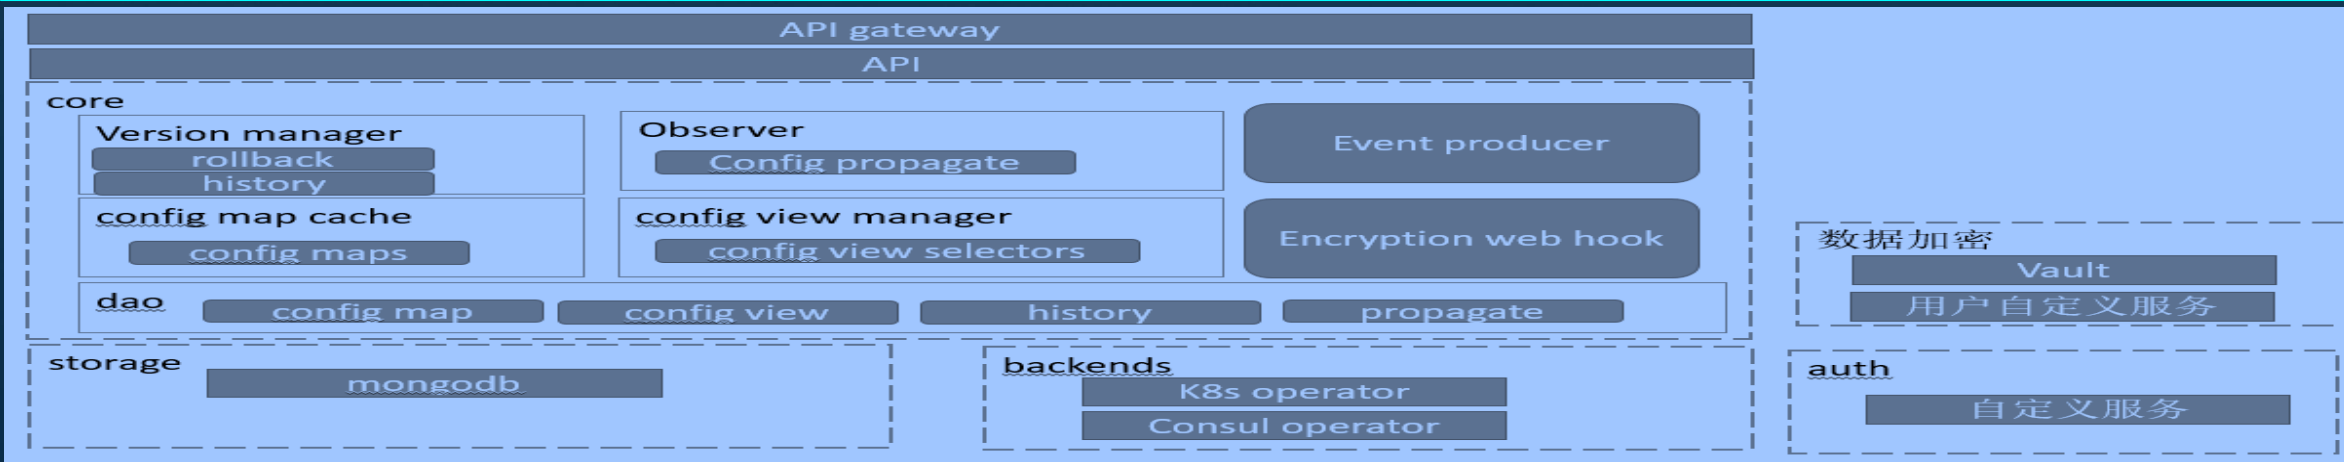 API gateway
API
core
Version manager
rollback
history
Observer
Config propagate
Event producer
config map cache
config maps
config view manager
config view selectors
Encryption web hook
dao
config map
config view
history
propagate
storage
mongodb
backends
K8s operator
Consul operator
数据加密
Vault
用户自定义服务
auth
自定义服务